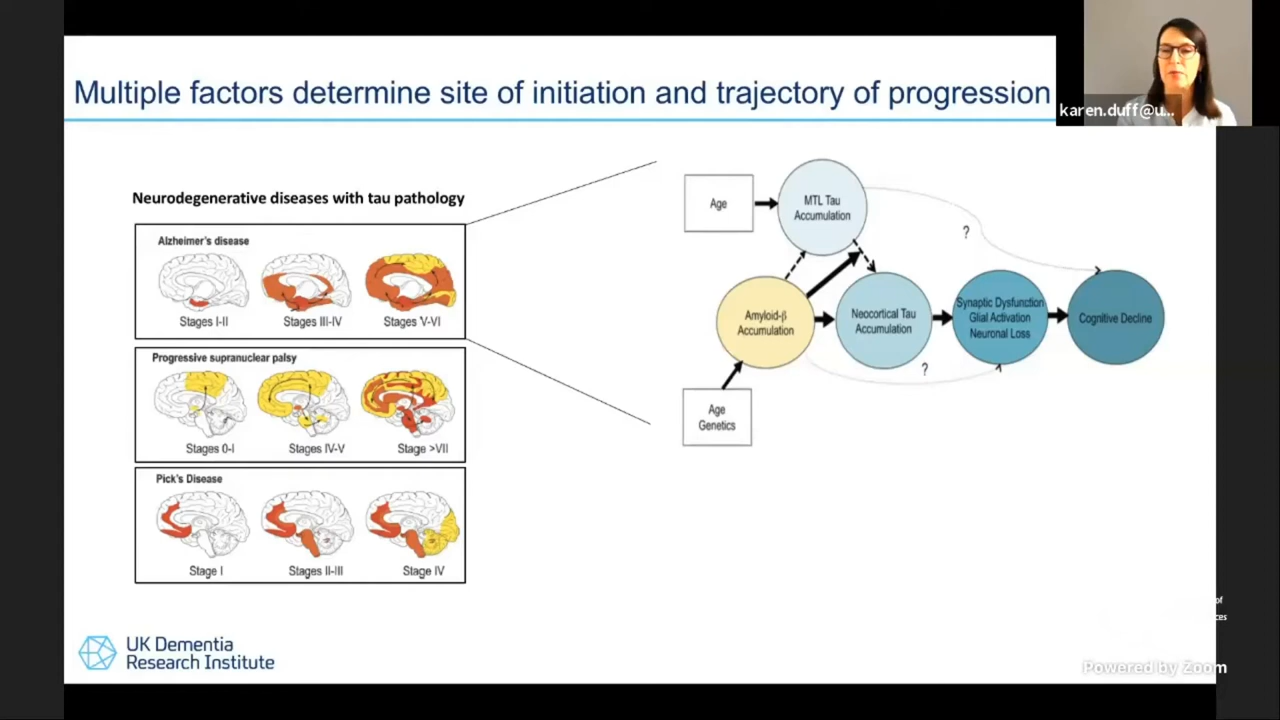 Multiple factors determine site of initiation and trajectory of progression
karen.duff@u...
Neurodegenerative diseases with tau pathology
Alzheimer's disease
Stages I-II
Stages III-IV
Stages V-VI
Progressive supranuclear palsy
Stages 0-I
Stages IV-V
Stage >VII
Pick's Disease
Stage I
Stages II-III
Stage IV
Age
MTL Tau
Accumulation
?
Amyloid-β
Accumulation
Neocortical Tau
Accumulation
Synaptic Dysfunction
Glial Activation
Neuronal Loss
Cognitive Decline
?
Age
Genetics
UK Dementia
Research Institute
of
Powered by Zoom